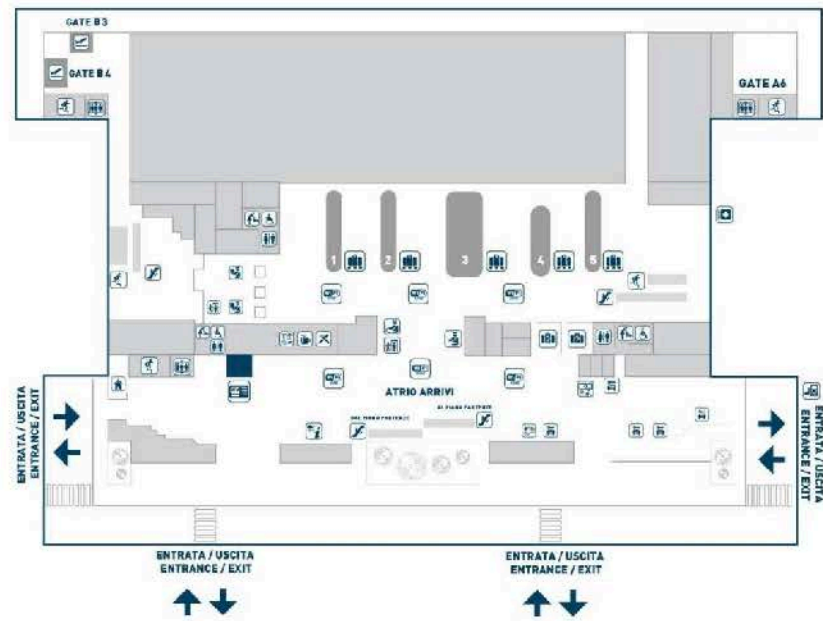 GATE B3
GATE B4
GATE A6
1
2
3
4
5
ATRIO ARRIVI
ENTRATA / USCITA
ENTRANCE / EXIT
ENTRATA / USCITA
ENTRANCE / EXIT
ENTRATA / USCITA
ENTRANCE / EXIT
ENTRATA / USCITA
ENTRANCE / EXIT